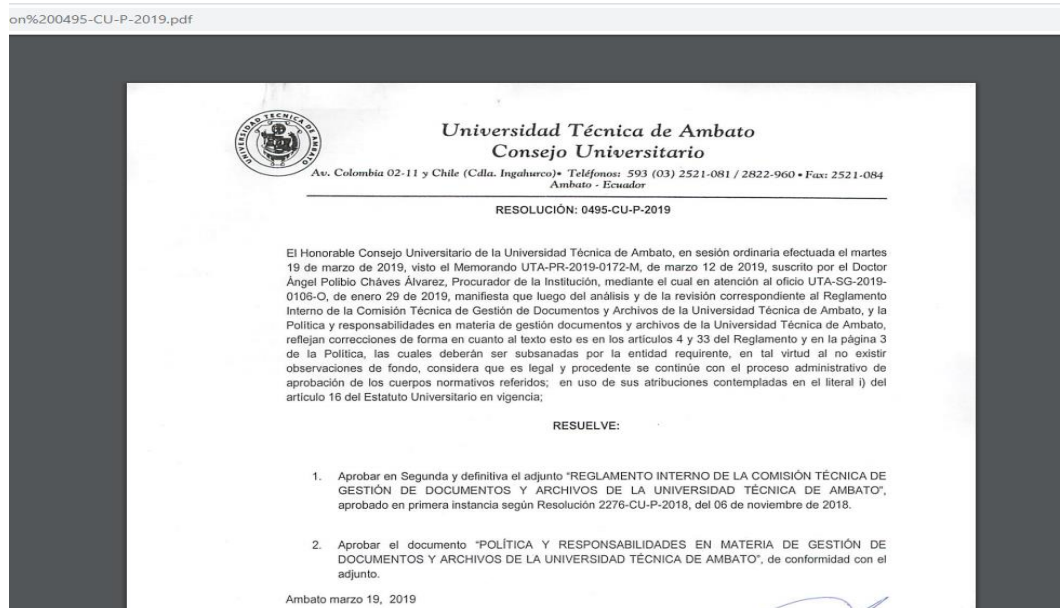 on%200495-CU-P-2019.pdf
UNIVERSIDAD TECNICA DE AMBATO
Universidad Técnica de Ambato
Consejo Universitario
Av. Colombia 02-11 y Chile (Cdla. Ingahurco)• Teléfonos: 593 (03) 2521-081 / 2822-960 • Fax: 2521-084
Ambato - Ecuador
RESOLUCIÓN: 0495-CU-P-2019
El Honorable Consejo Universitario de la Universidad Técnica de Ambato, en sesión ordinaria efectuada el martes
19 de marzo de 2019, visto el Memorando UTA-PR-2019-0172-M, de marzo 12 de 2019, suscrito por el Doctor
Ángel Polibio Cháves Álvarez, Procurador de la Institución, mediante el cual en atención al oficio UTA-SG-2019-
0106-O, de enero 29 de 2019, manifiesta que luego del análisis y de la revisión correspondiente al Reglamento
Interno de la Comisión Técnica de Gestión de Documentos y Archivos de la Universidad Técnica de Ambato, y la
Política y responsabilidades en materia de gestión documentos y archivos de la Universidad Técnica de Ambato,
reflejan correcciones de forma en cuanto al texto esto es en los artículos 4 y 33 del Reglamento y en la página 3
de la Política, las cuales deberán ser subsanadas por la entidad requirente, en tal virtud al no existir
observaciones de fondo, considera que es legal y procedente se continúe con el proceso administrativo de
aprobación de los cuerpos normativos referidos; en uso de sus atribuciones contempladas en el literal i) del
artículo 16 del Estatuto Universitario en vigencia;
RESUELVE:
1. Aprobar en Segunda y definitiva el adjunto "REGLAMENTO INTERNO DE LA COMISIÓN TÉCNICA DE
GESTIÓN DE DOCUMENTOS Y ARCHIVOS DE LA UNIVERSIDAD TÉCNICA DE AMBATO",
aprobado en primera instancia según Resolución 2276-CU-P-2018, del 06 de noviembre de 2018.
2. Aprobar el documento "POLÍTICA Y RESPONSABILIDADES EN MATERIA DE GESTIÓN DE
DOCUMENTOS Y ARCHIVOS DE LA UNIVERSIDAD TÉCNICA DE AMBATO", de conformidad con el
adjunto.
Ambato marzo 19, 2019